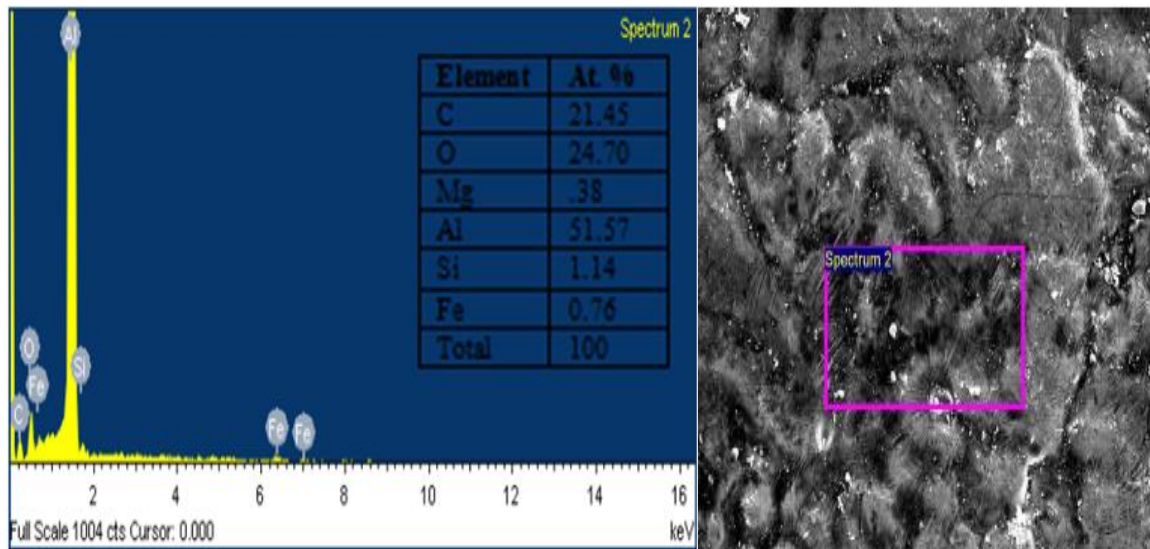 Spectrum 2
Al
Element At. %
C 21.45
O 24.70
Mg .38
Al 51.57
Si 1.14
Fe 0.76
Total 100
O
Fe
Si
C
Fe
Fe
2 4 6 8 10 12 14 16
Full Scale 1004 cts Cursor: 0.000 keV
Spectrum 2